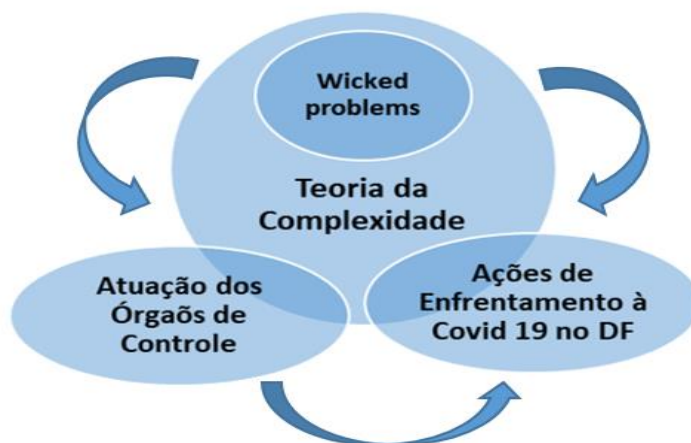 Wicked
problems
Teoria da
Complexidade
Atuação dos
Órgaõs de
Controle
Ações de
Enfrentamento à
Covid 19 no DF